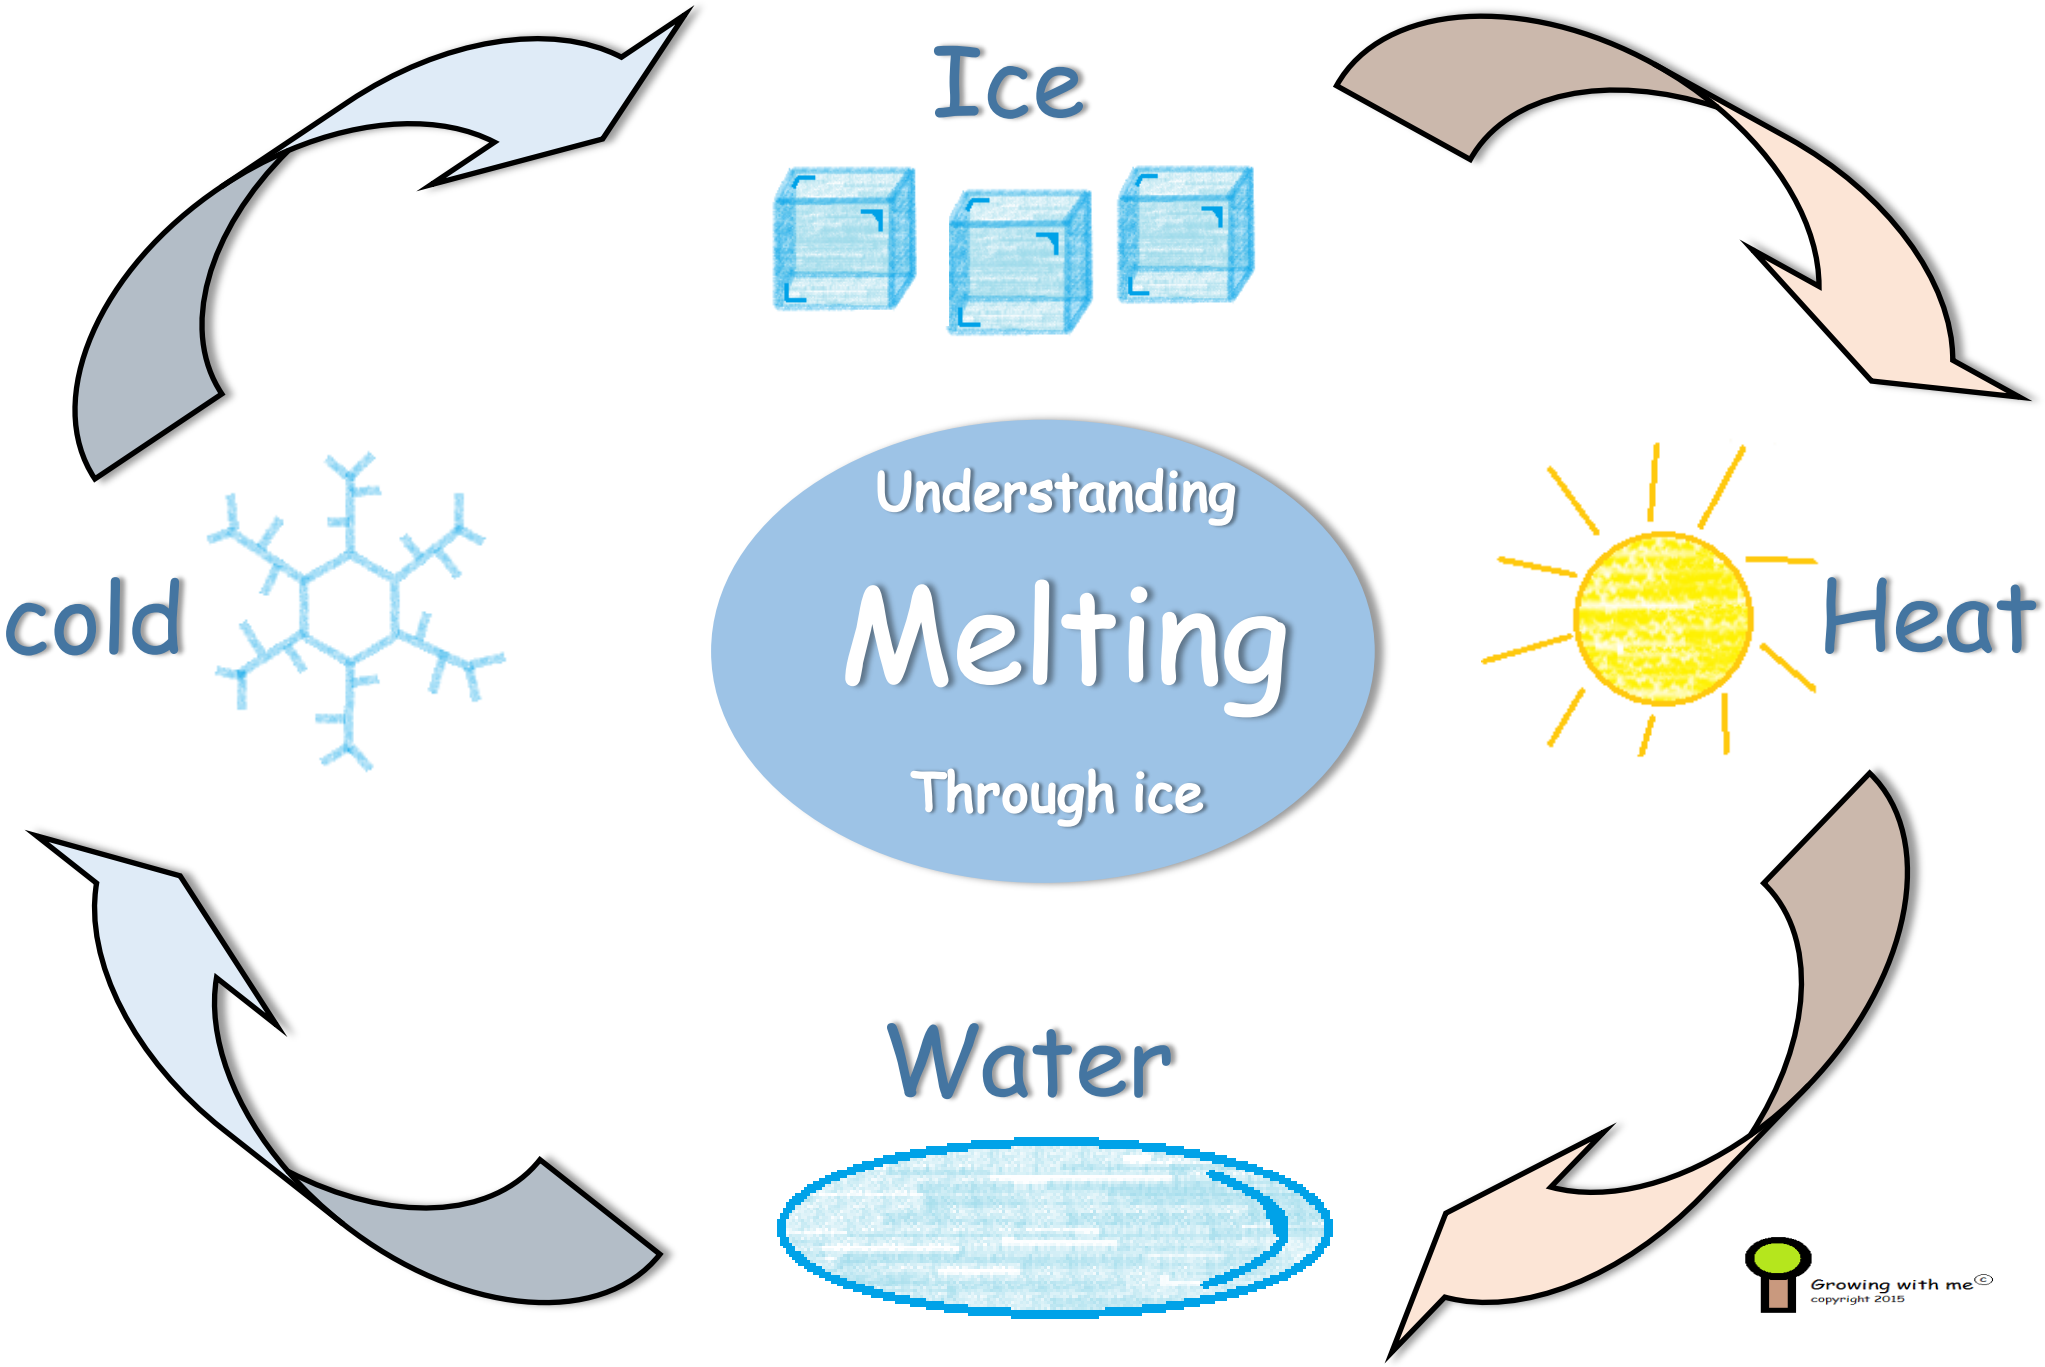 Ice
Understanding
cold
Melting
Heat
Through ice
Water
Growing with me©
copyright 2015